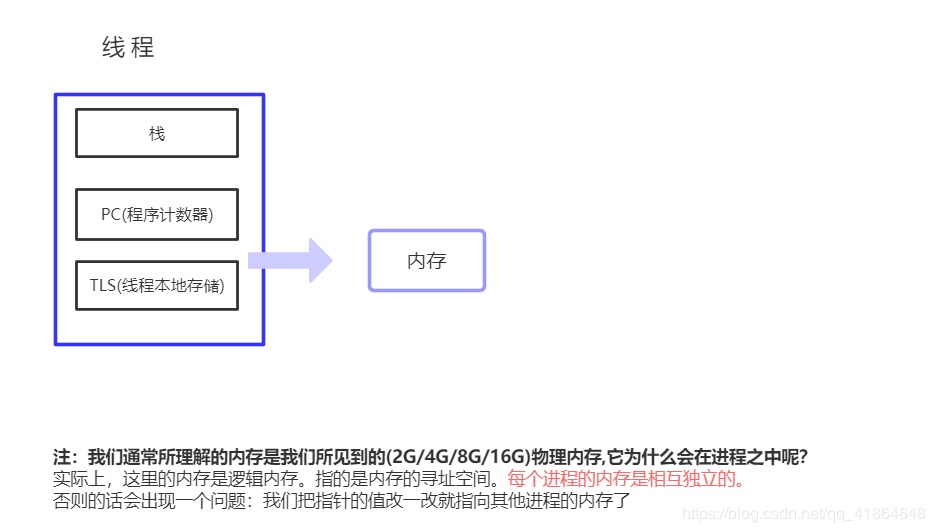 线程
栈
PC(程序计数器)
TLS(线程本地存储)
内存
注：我们通常所理解的内存是我们所见到的(2G/4G/8G/16G)物理内存,它为什么会在进程之中呢？
实际上，这里的内存是逻辑内存。指的是内存的寻址空间。每个进程的内存是相互独立的。
否则的话会出现一个问题：我们把指针的值改一改就指向其他进程的内存了
https://blog.csdn.net/qq_41864648